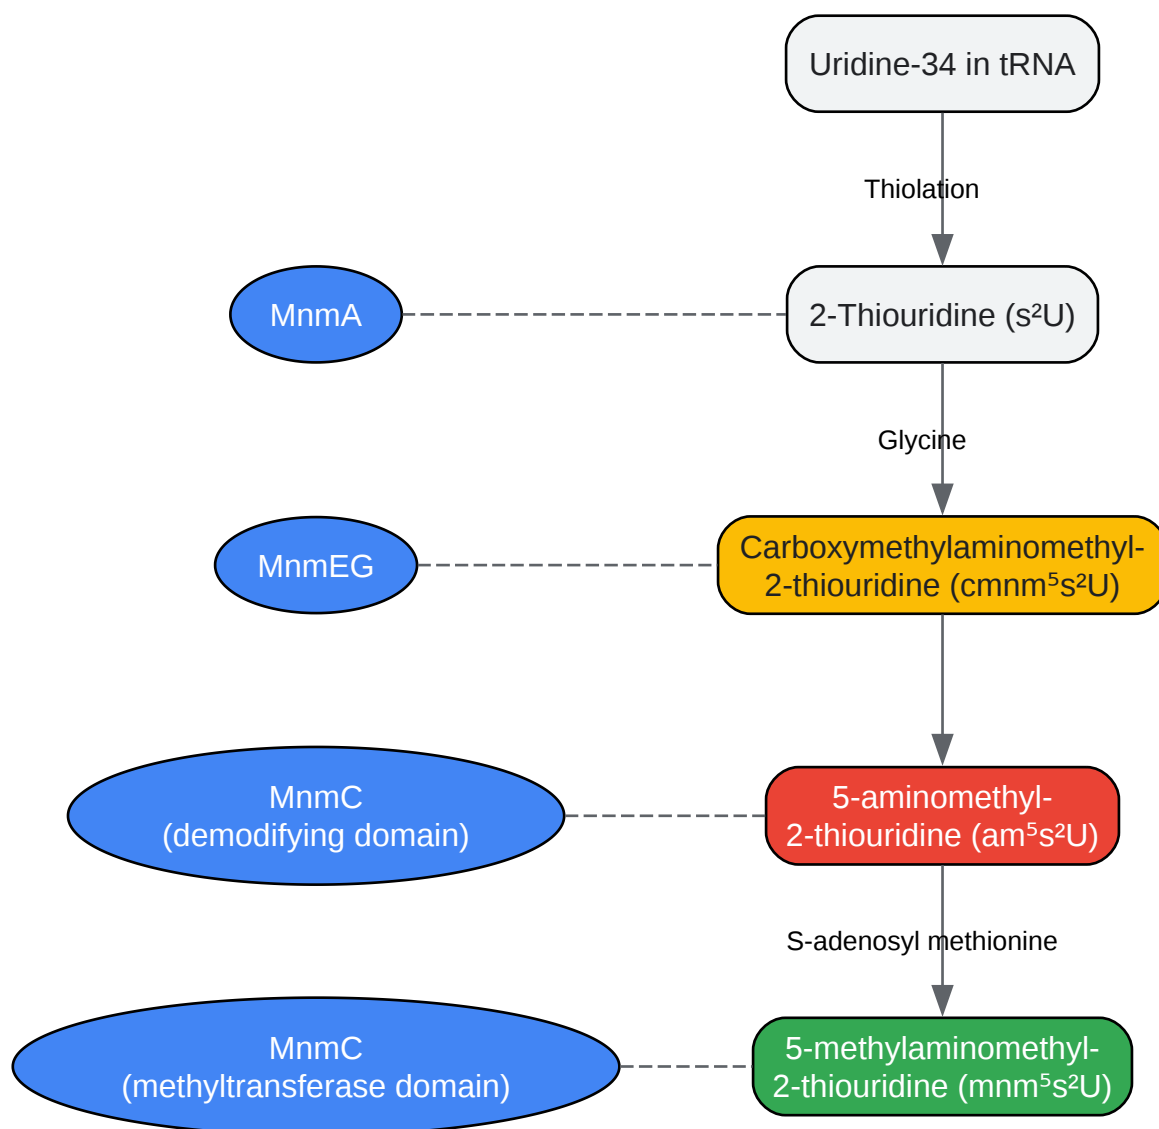 Uridine-34 in tRNA
Thiolation
MnmA
2-Thiouridine (s²U)
Glycine
MnmEG
Carboxymethylaminomethyl-
2-thiouridine (cmnm⁵s²U)
MnmC
(demodifying domain)
5-aminomethyl-
2-thiouridine (am⁵s²U)
S-adenosyl methionine
MnmC
(methyltransferase domain)
5-methylaminomethyl-
2-thiouridine (mnm⁵s²U)